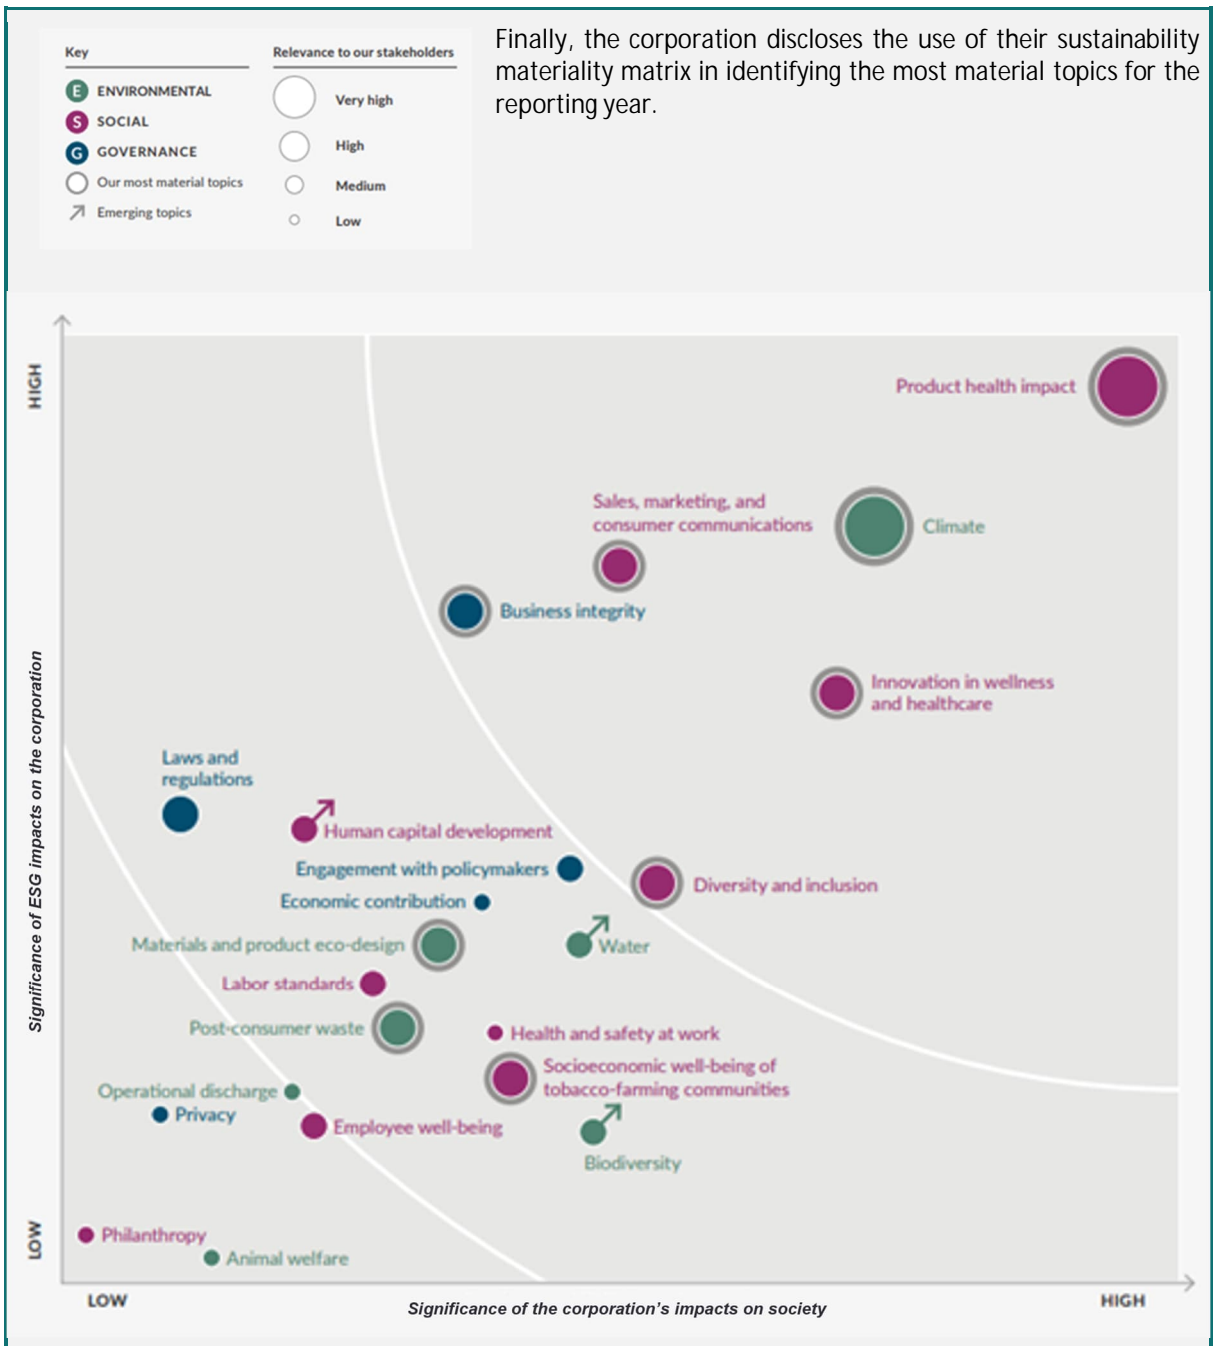 Key
E ENVIRONMENTAL
S SOCIAL
G GOVERNANCE
Our most material topics
Emerging topics
Relevance to our stakeholders
Very high
High
Medium
Low
Finally, the corporation discloses the use of their sustainability
materiality matrix in identifying the most material topics for the
reporting year.
HIGH
Significance of ESG impacts on the corporation
LOW
Product health impact
Sales, marketing, and
consumer communications
Climate
Business integrity
Innovation in wellness
and healthcare
Laws and
regulations
Human capital development
Engagement with policymakers
Diversity and inclusion
Economic contribution
Materials and product eco-design
Water
Labor standards
Post-consumer waste
Health and safety at work
Socioeconomic well-being of
tobacco-farming communities
Operational discharge
Privacy
Employee well-being
Biodiversity
Philanthropy
Animal welfare
LOW
Significance of the corporation's impacts on society
HIGH